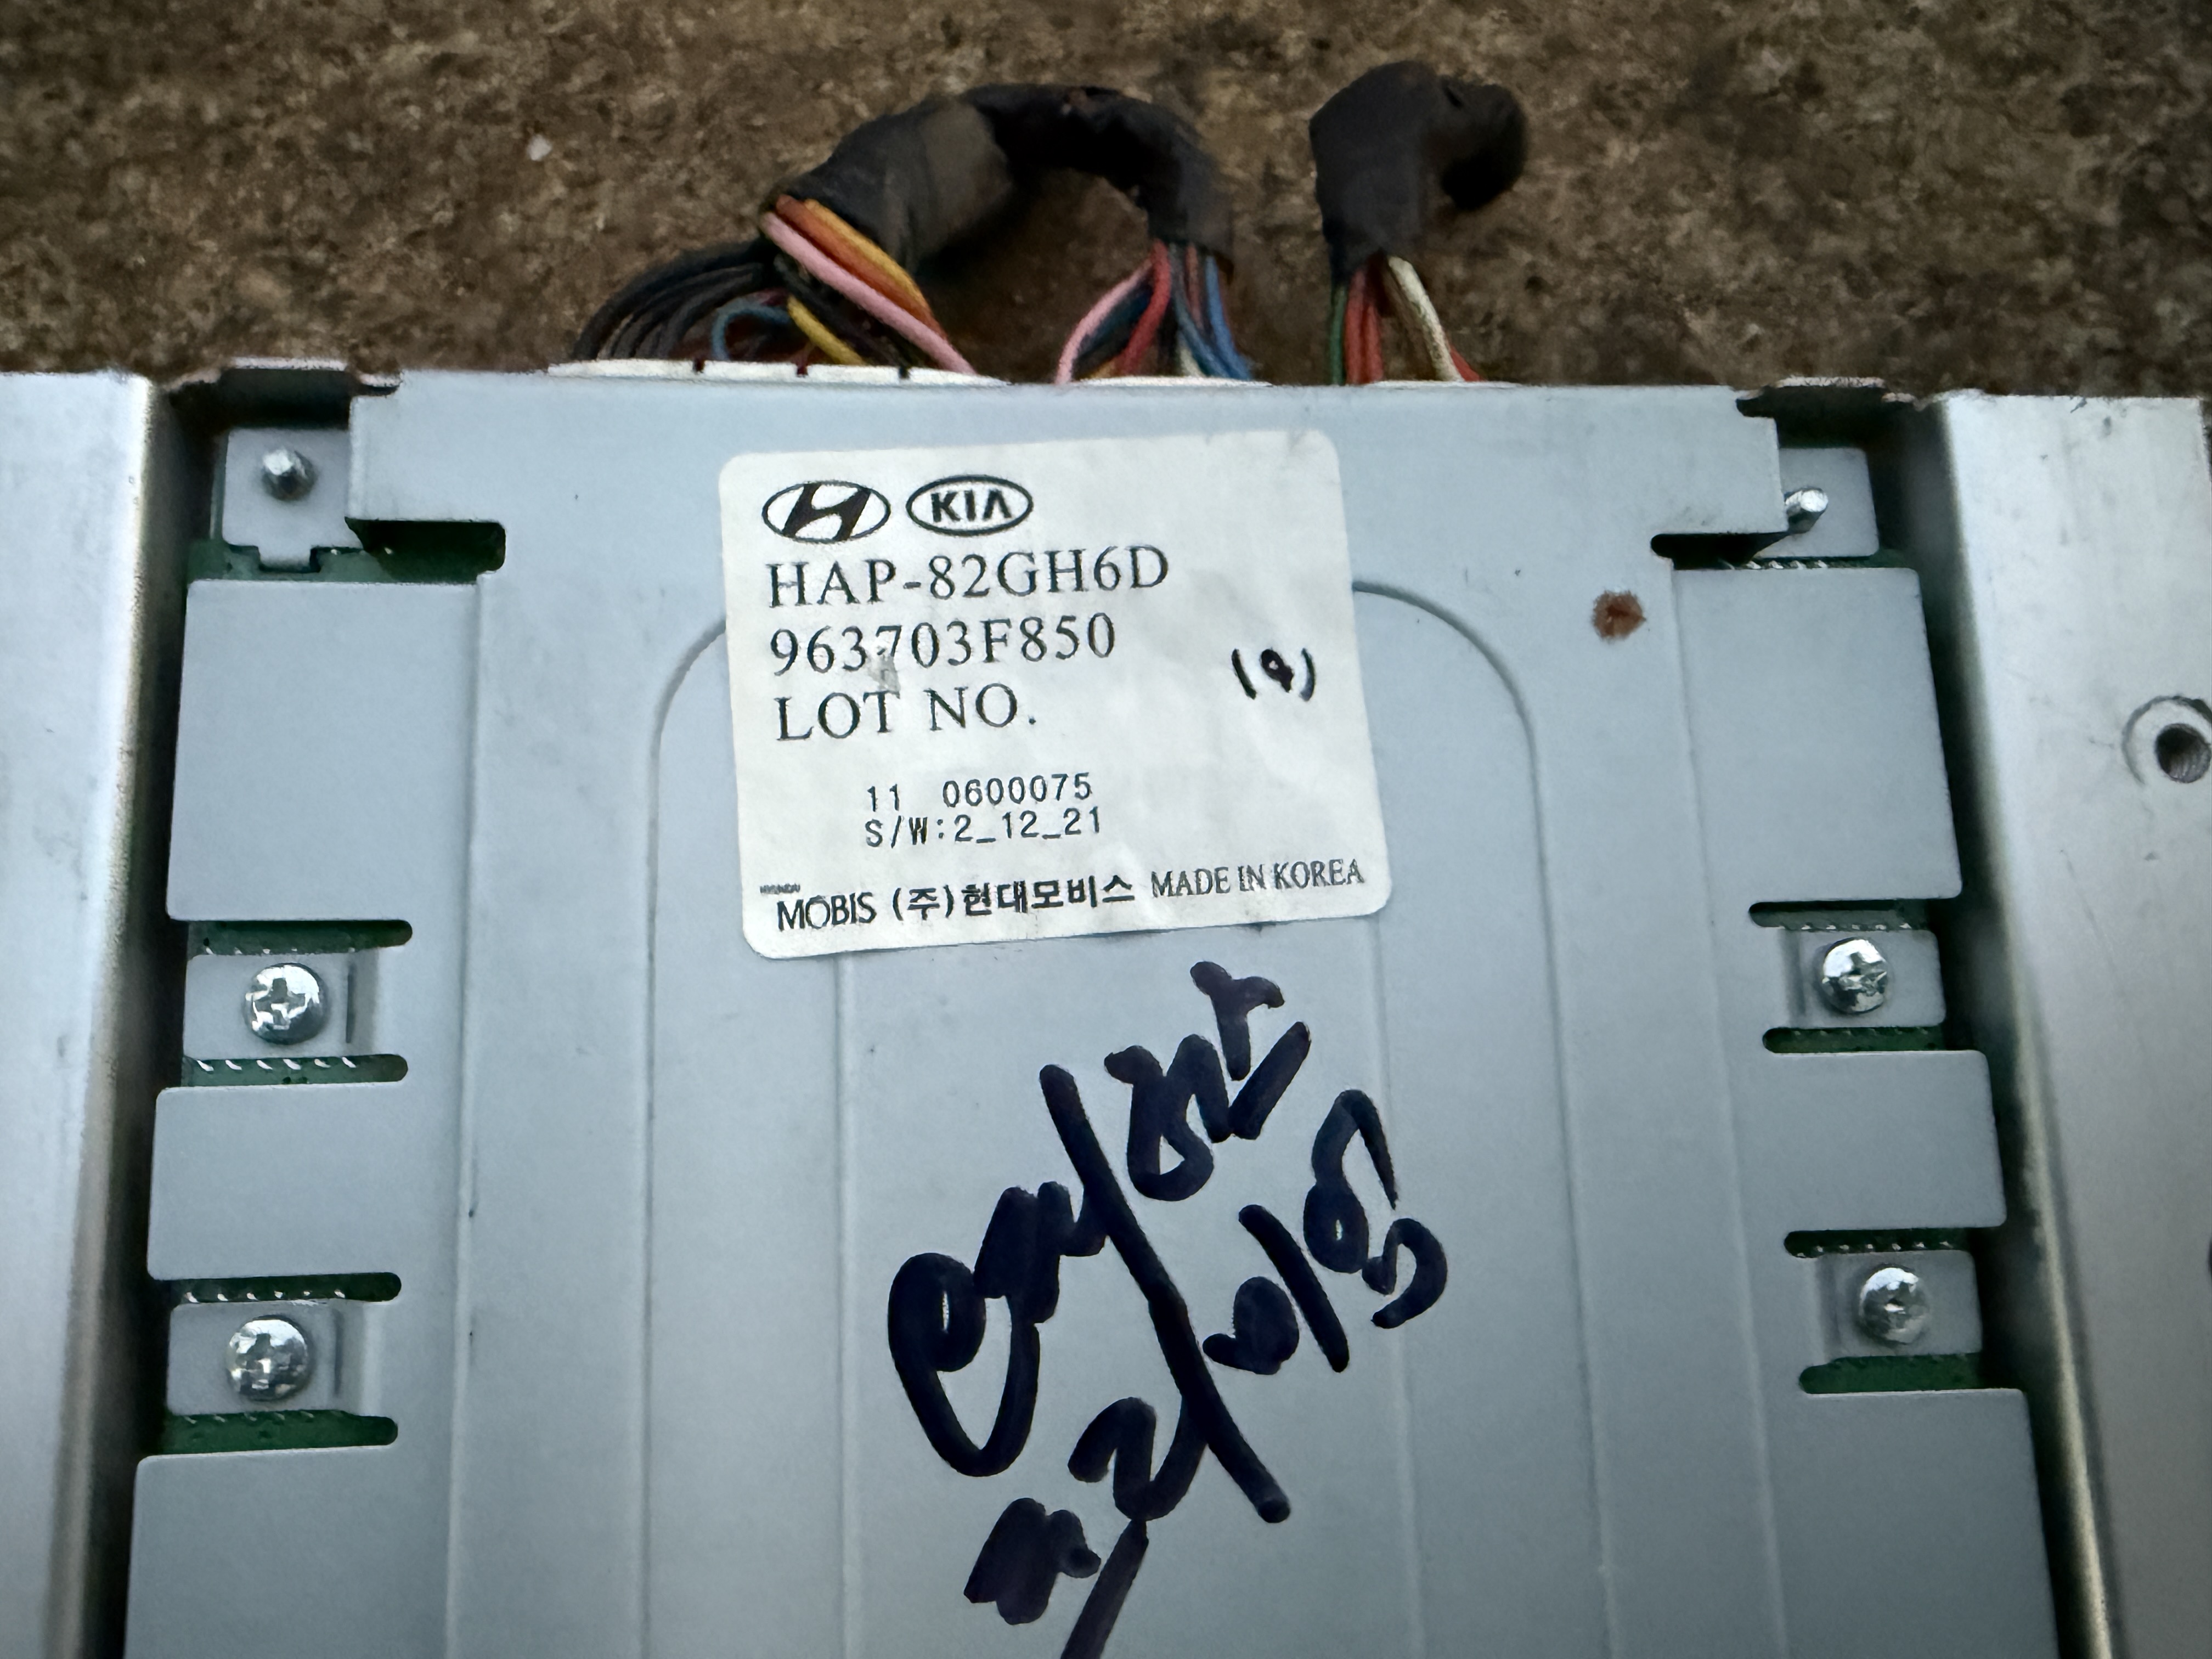 KIA
HAP-82GH6D
963703F850
(9)
LOT NO.
11 0600075
S/W:2_12_21
HYUNDAI
MOBIS (주)현대모비스 MADE IN KOREA